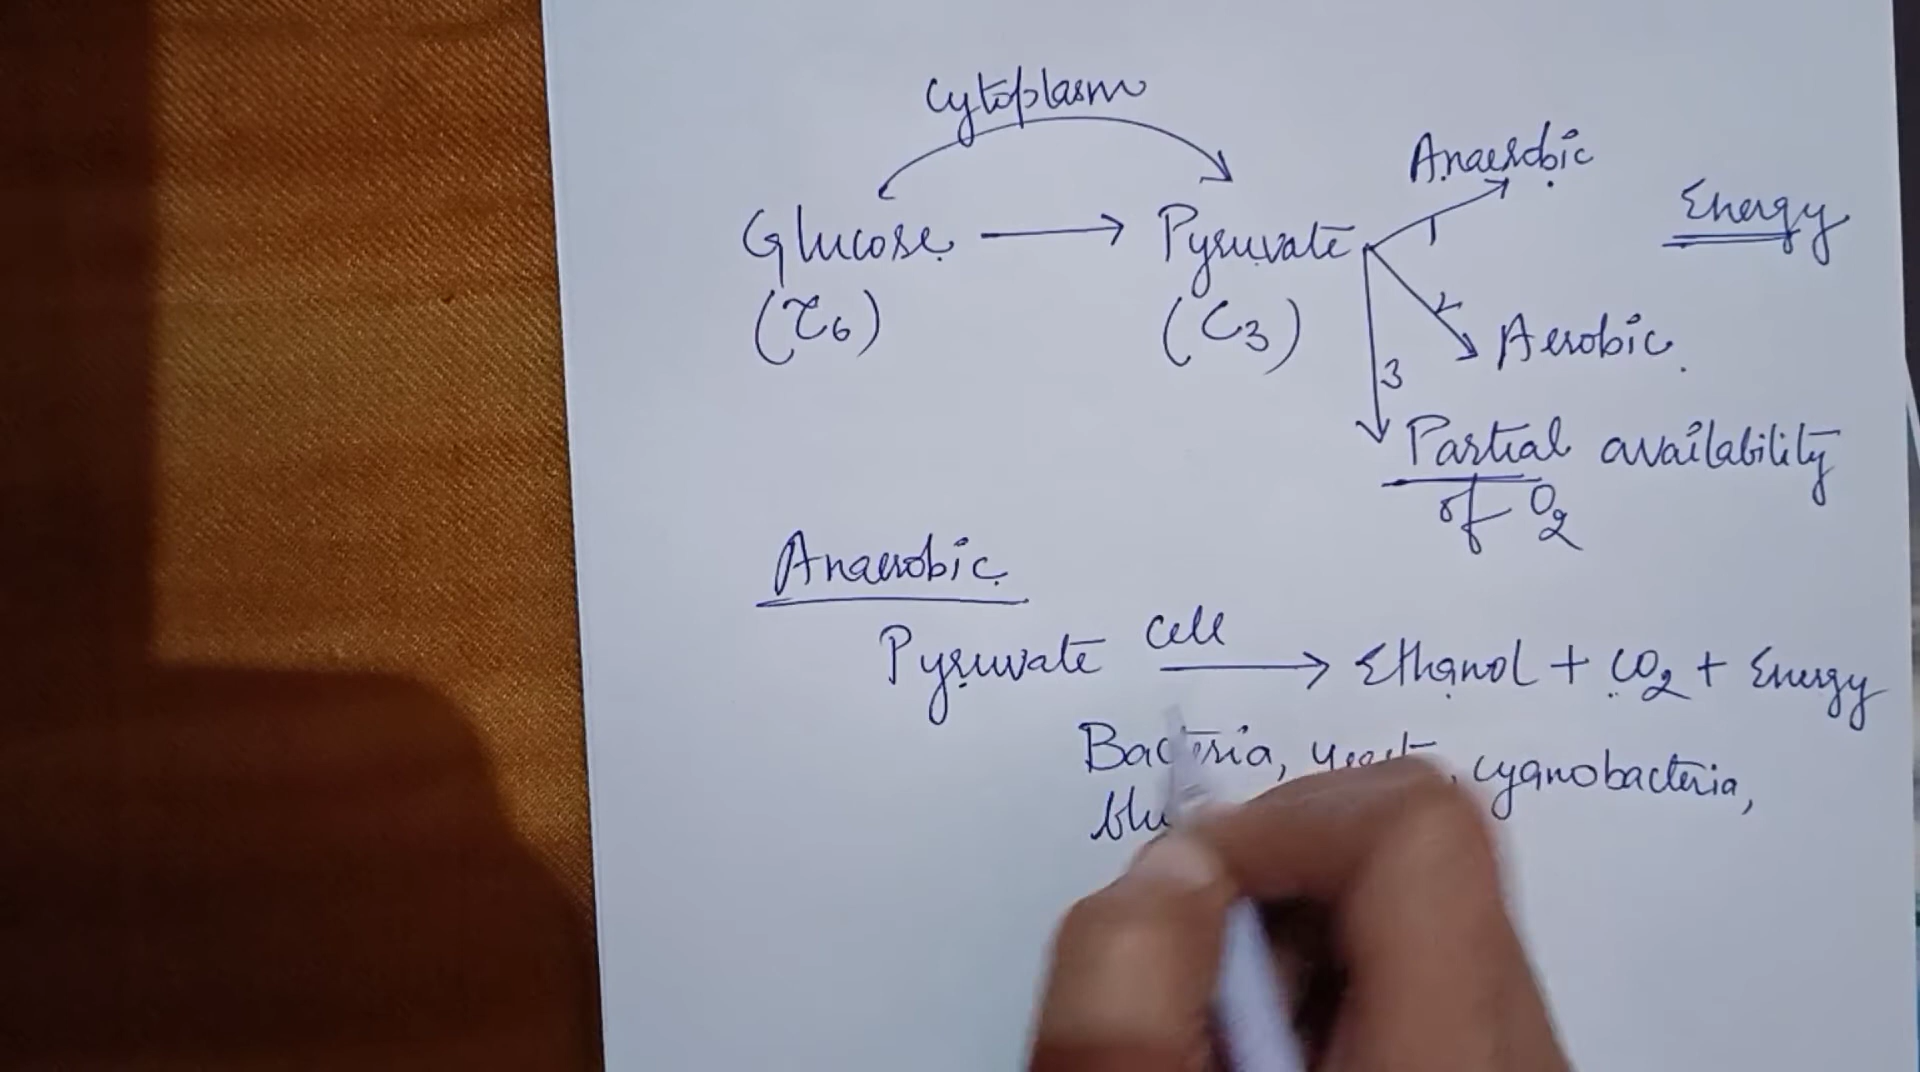 Cytoplasm
Glucose → Pyruvate
(C6) (C3)
1 Anaerobic
Energy
2 Aerobic.
3 Partial availability
of O2
Anaerobic
Pyruvate cell → Ethanol + CO2 + Energy
Bacteria, yeast, cyanobacteria,